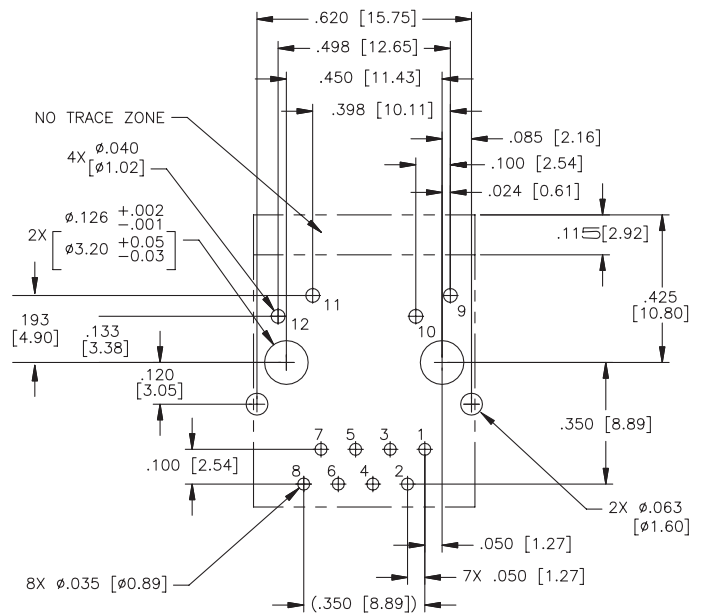 .620 [15.75]
.498 [12.65]
.450 [11.43]
.398 [10.11]
NO TRACE ZONE
.085 [2.16]
4X ø.040
[ø1.02]
.100 [2.54]
.024 [0.61]
2X ø.126 +.002 -.001
[ø3.20 +0.05 -0.03]
[2.92]
11
9
12
10
.193
[4.90]
.133
[3.38]
.425
[10.80]
.120
[3.05]
.350 [8.89]
7 5 3 1
.100 [2.54]
8 6 4 2
2X ø.063
[ø1.60]
.050 [1.27]
8X ø.035 [ø0.89]
7X .050 [1.27]
(.350 [8.89])